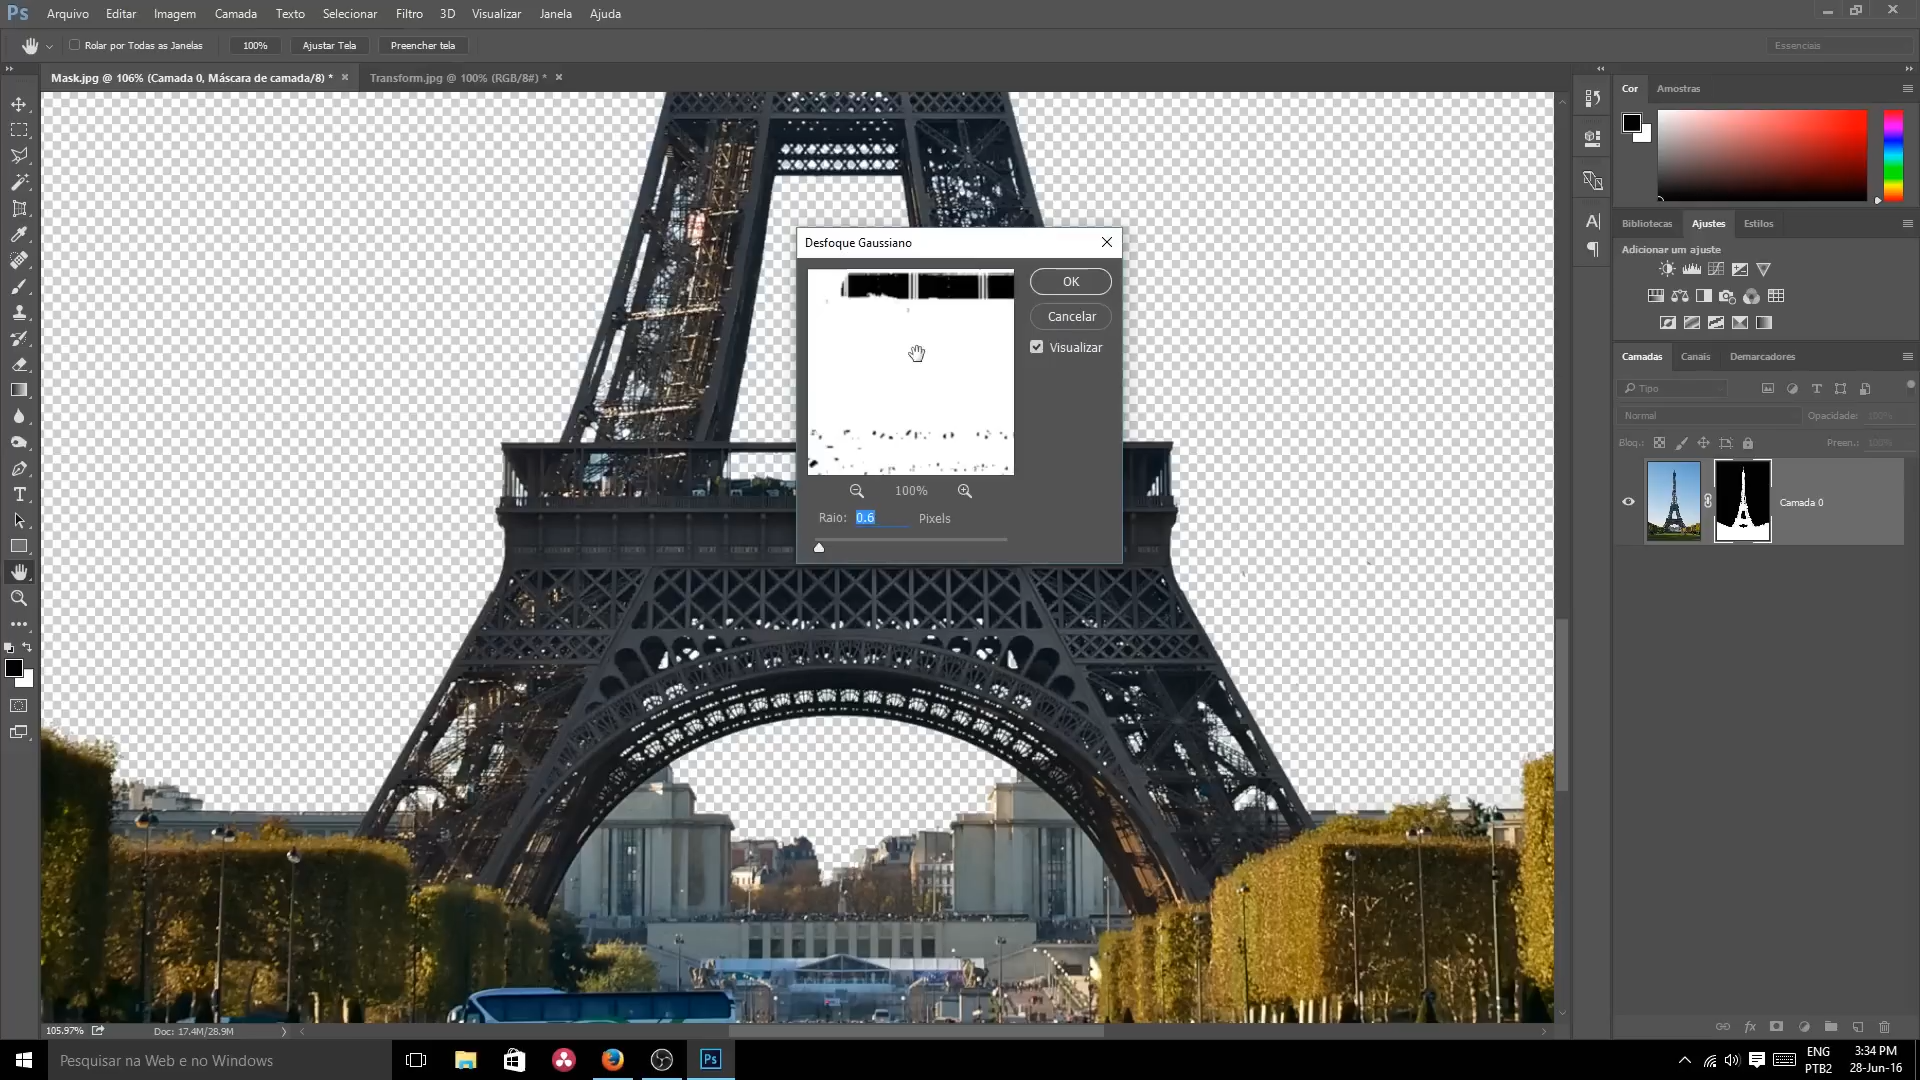 Ps Arquivo Editar Imagem Camada Texto Selecionar Filtro 3D Visualizar Janela Ajuda
Rolar por Todas as Janelas 100% Ajustar Tela Preencher tela Essenciais
Mask.jpg @ 106% (Camada 0, Máscara de camada/8) * × Transform.jpg @ 100% (RGB/8#) * ×
Cor Amostras
Bibliotecas Ajustes Estilos
Adicionar um ajuste
Desfoque Gaussiano
OK
Cancelar
Visualizar
100%
Raio: 0,6 Pixels
Camadas Canais Demarcadores
Tipo
Normal Opacidade: 100%
Bloq.: Preen.: 100%
Camada 0
105.97% Doc: 17.4M/28.9M
Pesquisar na Web e no Windows
Ps
ENG
PTB2
3:34 PM
28-Jun-16